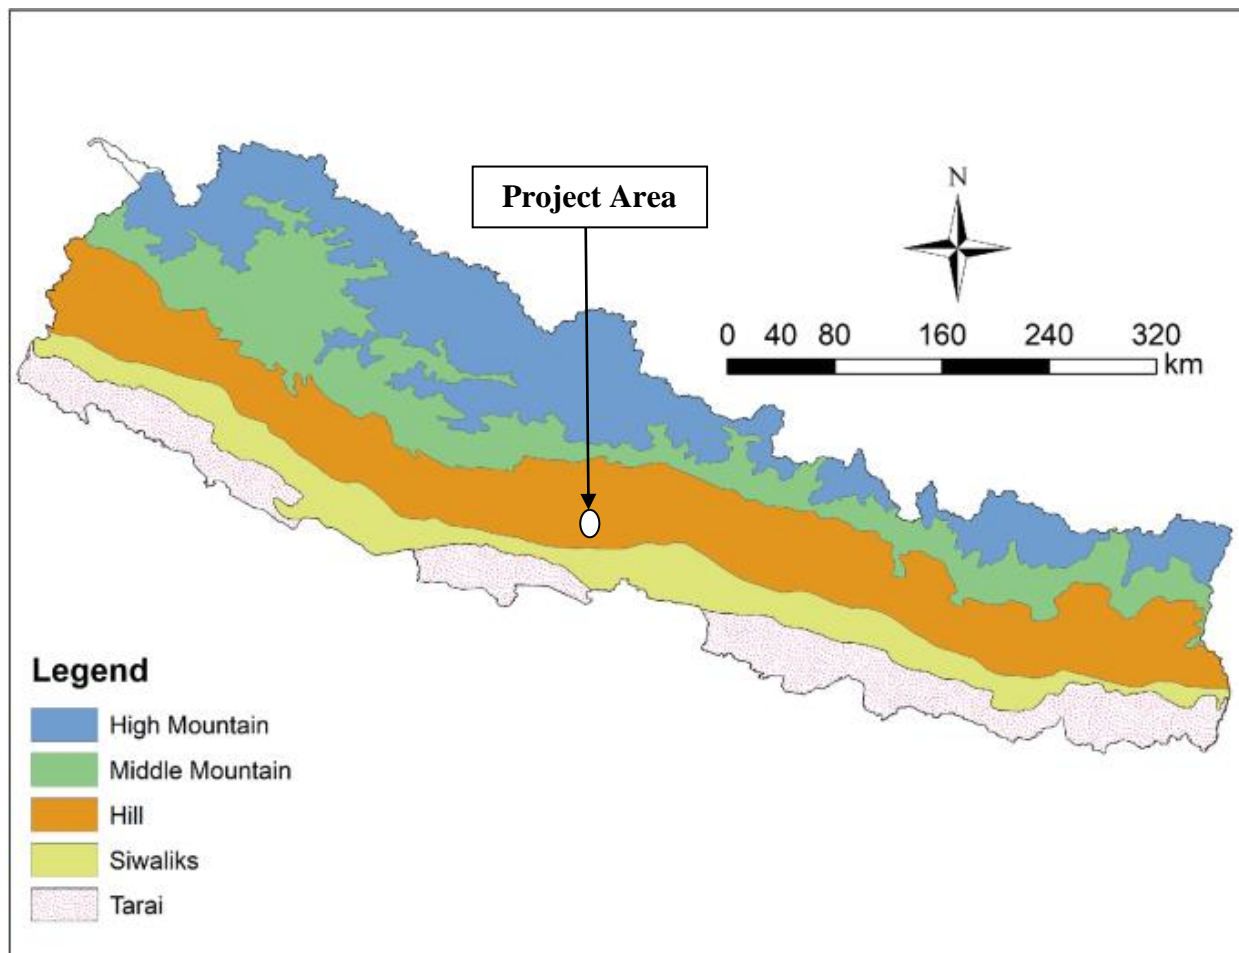 Project Area
N
0 40 80 160 240 320
km
Legend
High Mountain
Middle Mountain
Hill
Siwaliks
Tarai